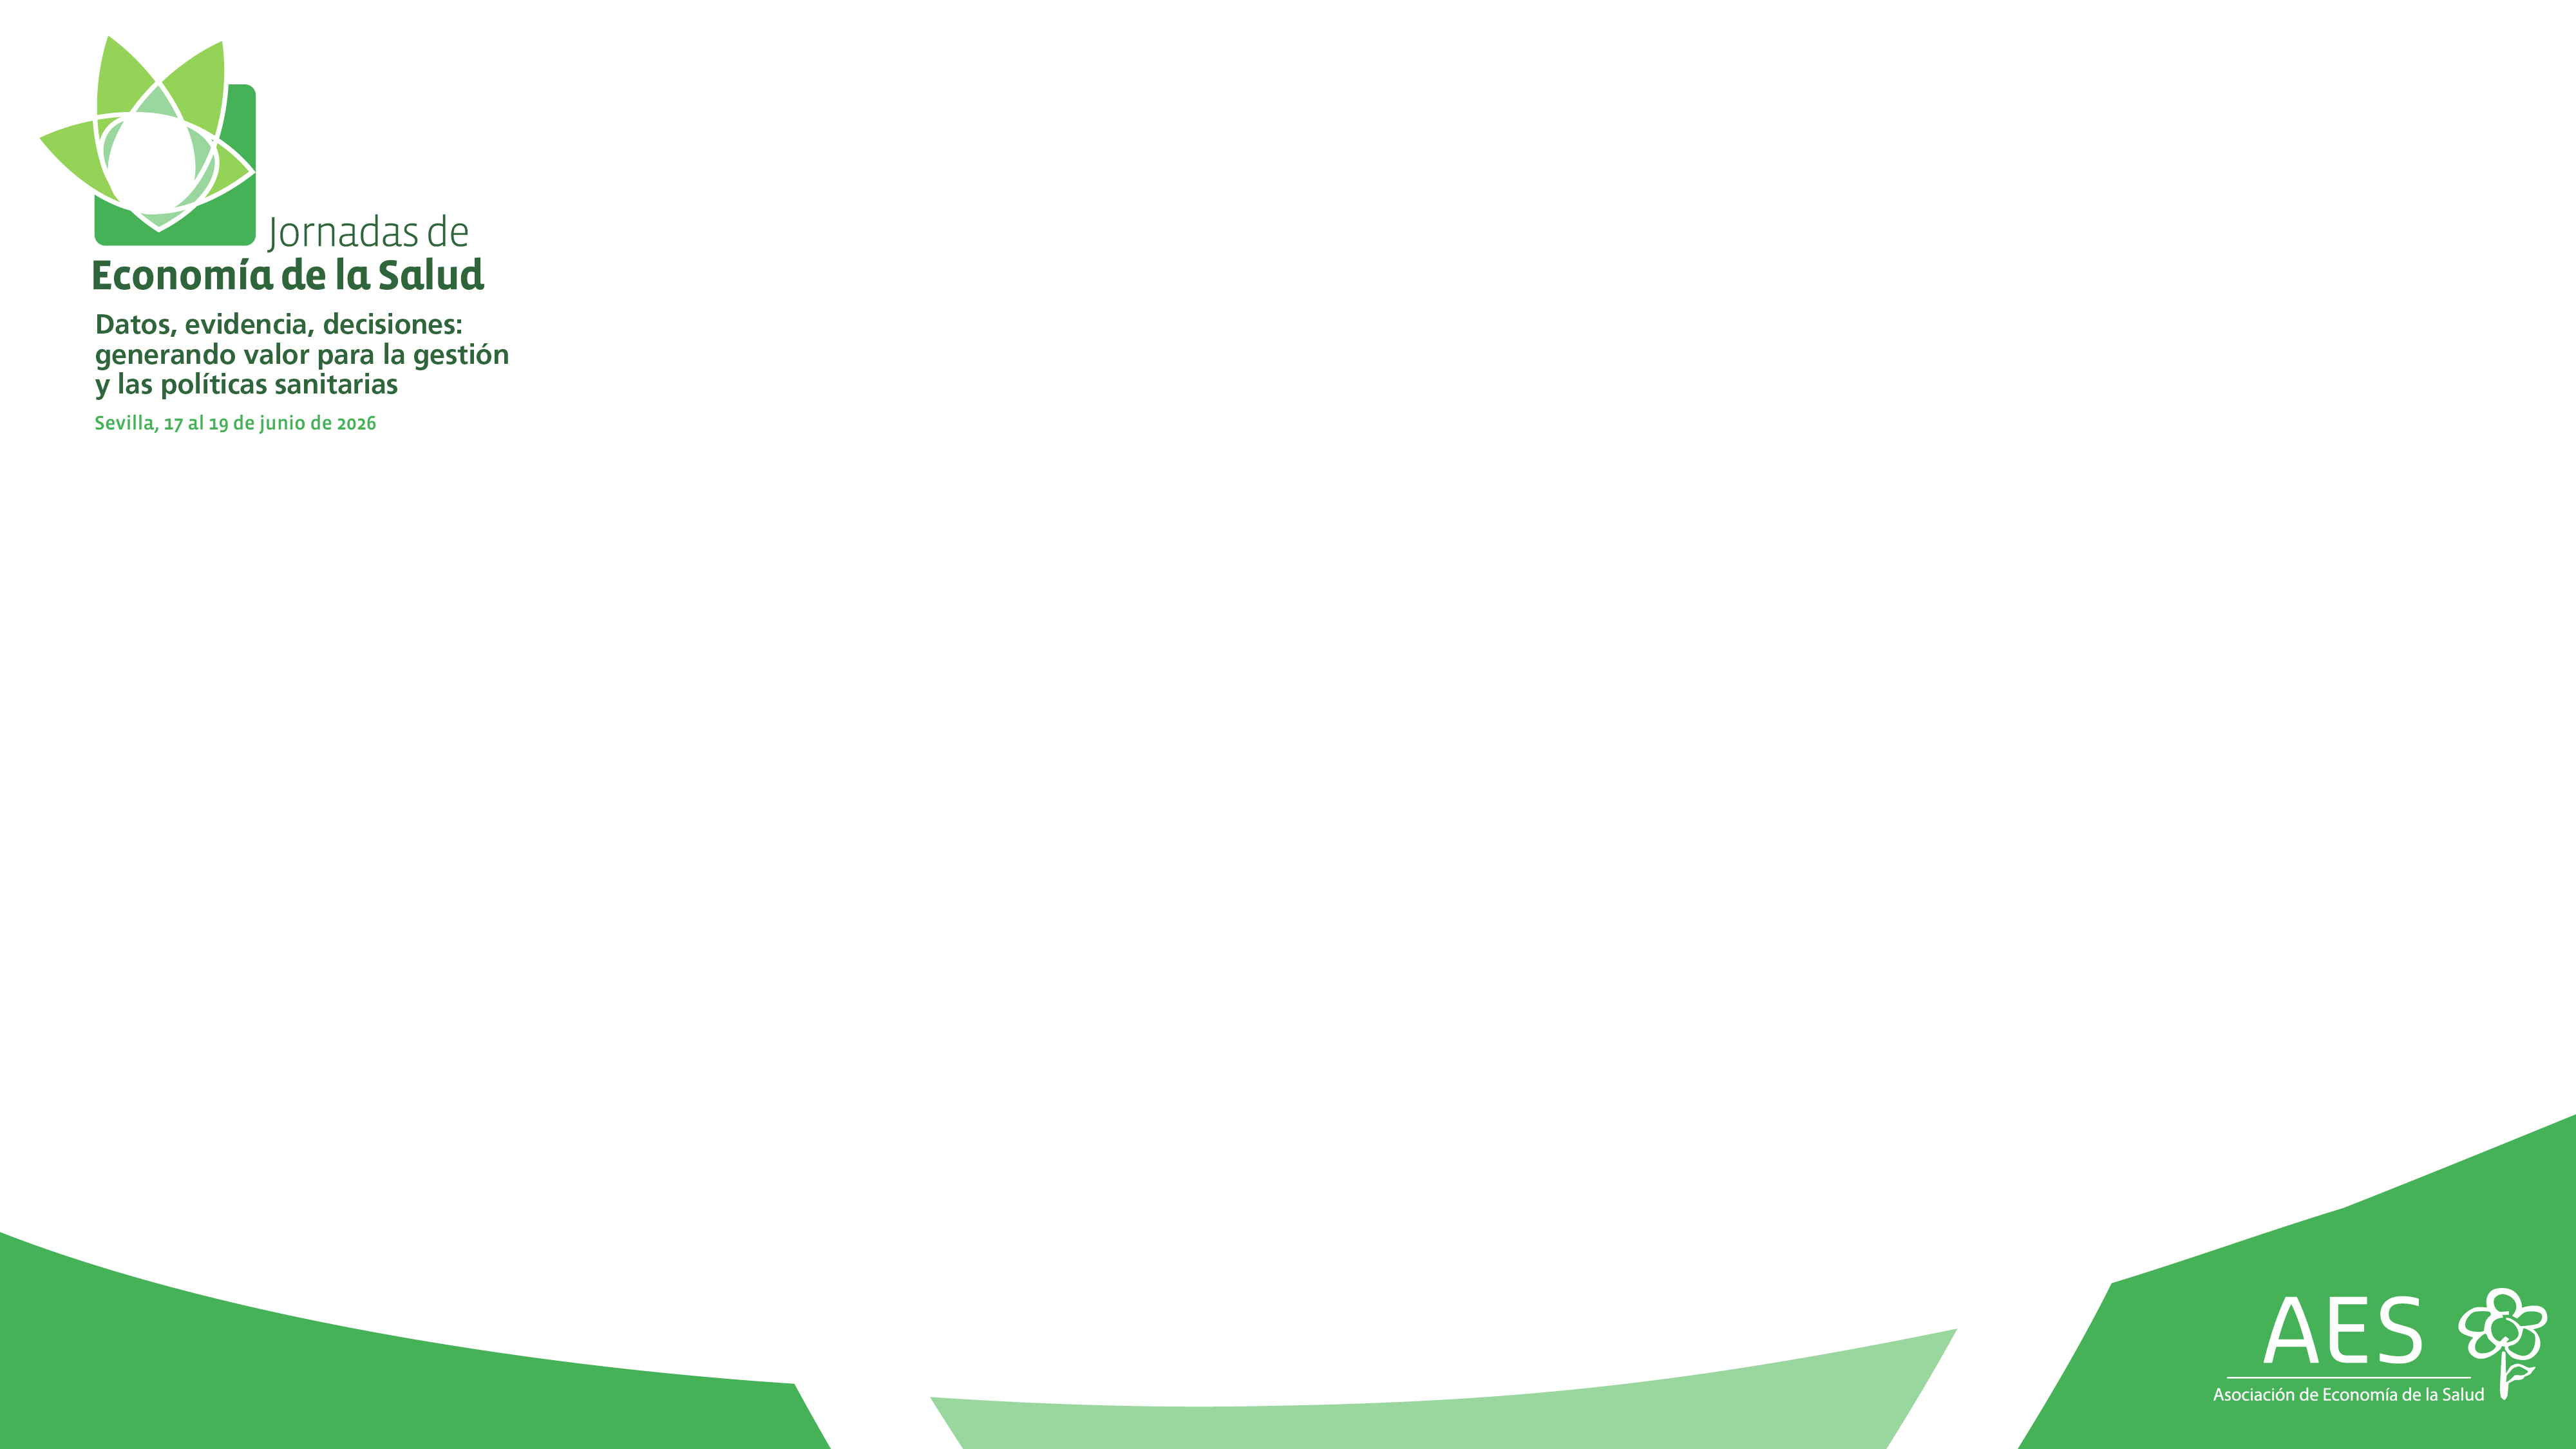 Jornadas de
Economía de la Salud
Datos, evidencia, decisiones:
generando valor para la gestión
y las políticas sanitarias
Sevilla, 17 al 19 de junio de 2026
AES
Asociación de Economía de la Salud